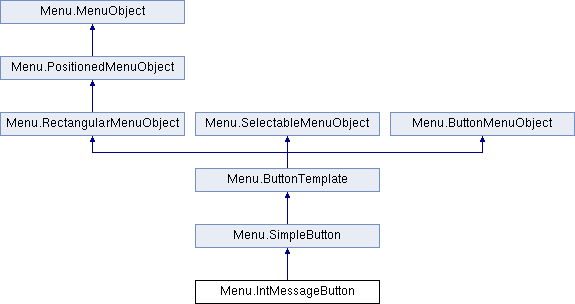 Menu.MenuObject
Menu.PositionedMenuObject
Menu.RectangularMenuObject
Menu.SelectableMenuObject
Menu.ButtonMenuObject
Menu.ButtonTemplate
Menu.SimpleButton
Menu.IntMessageButton